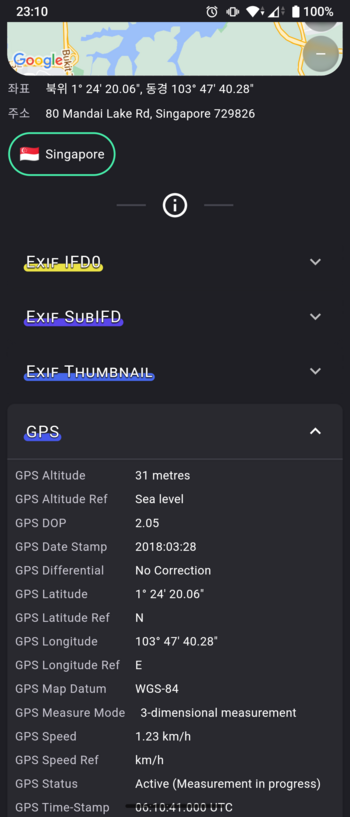 23:10
100%
Google
Bukit
좌표 북위 1° 24' 20.06", 동경 103° 47' 40.28"
주소 80 Mandai Lake Rd, Singapore 729826
Singapore
EXIF IFD0
EXIF SUBIFD
EXIF THUMBNAIL
GPS
GPS Altitude 31 metres
GPS Altitude Ref Sea level
GPS DOP 2.05
GPS Date Stamp 2018:03:28
GPS Differential No Correction
GPS Latitude 1° 24' 20.06"
GPS Latitude Ref N
GPS Longitude 103° 47' 40.28"
GPS Longitude Ref E
GPS Map Datum WGS-84
GPS Measure Mode 3-dimensional measurement
GPS Speed 1.23 km/h
GPS Speed Ref km/h
GPS Status Active (Measurement in progress)
GPS Time-Stamp 06:10:41.000 UTC